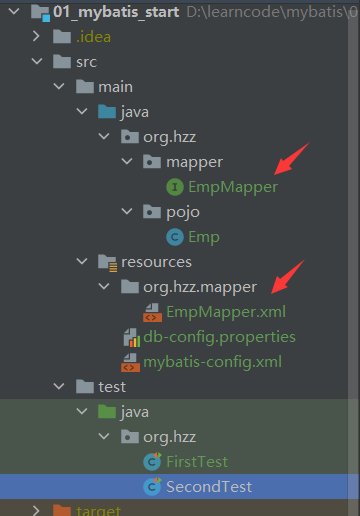 01_mybatis_start D:\learncode\mybatis\0
.idea
src
main
java
org.hzz
mapper
EmpMapper
pojo
Emp
resources
org.hzz.mapper
EmpMapper.xml
db-config.properties
mybatis-config.xml
test
java
org.hzz
FirstTest
SecondTest
target